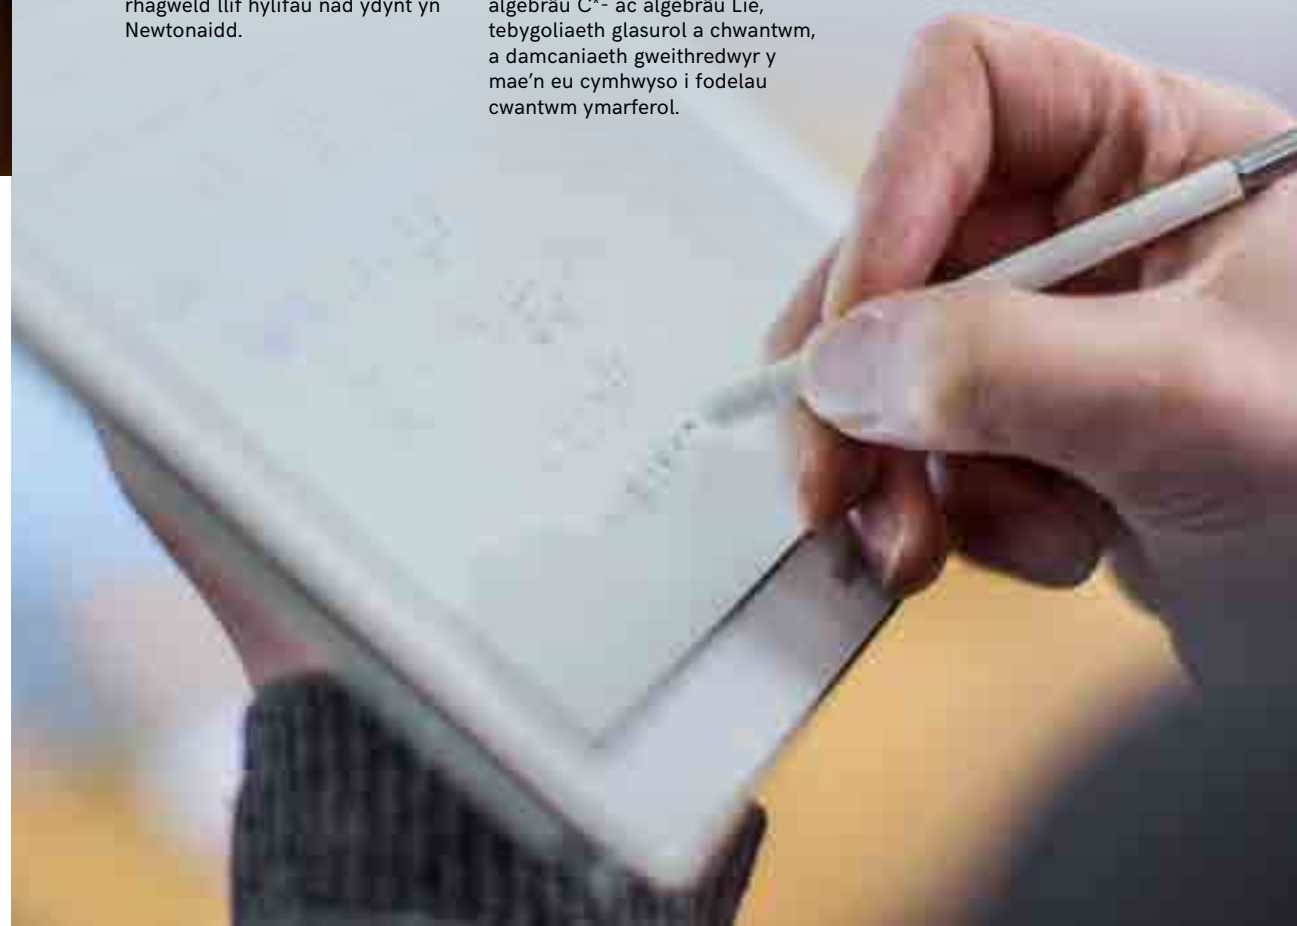 rhagweld llif hylifau nad ydynt yn
Newtonaidd.
algebrâu C*- ac algebrâu Lie,
tebygoliaeth glasurol a chwantwm,
a damcaniaeth gweithredwyr y
mae'n eu cymhwyso i fodelau
cwantwm ymarferol.